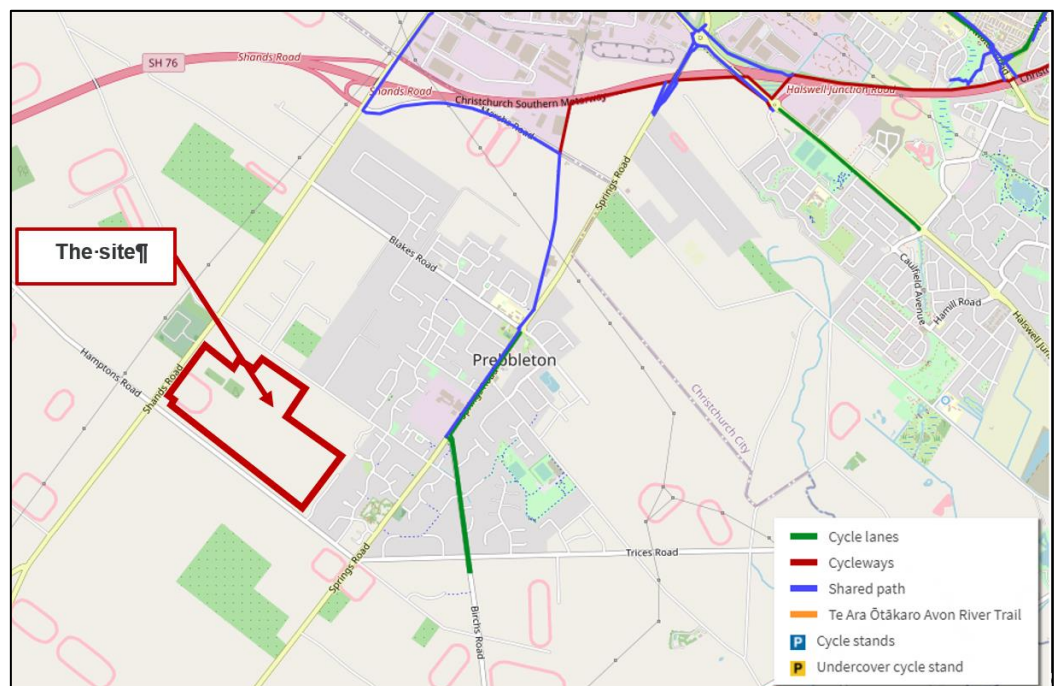 SH 76
Shands Road
Shands Road
Christchurch Southern Motorway
Marshs Road
Halswell Junction Road
Springs Road
Blakes Road
The·site¶
Hamptons Road
Shands Road
Prebbleton
Caulfield Avenue
Hamill Road
Christchurch City
Trices Road
Springs Road
Birchs Road
Cycle lanes
Cycleways
Shared path
Te Ara Ōtākaro Avon River Trail
P Cycle stands
P Undercover cycle stand